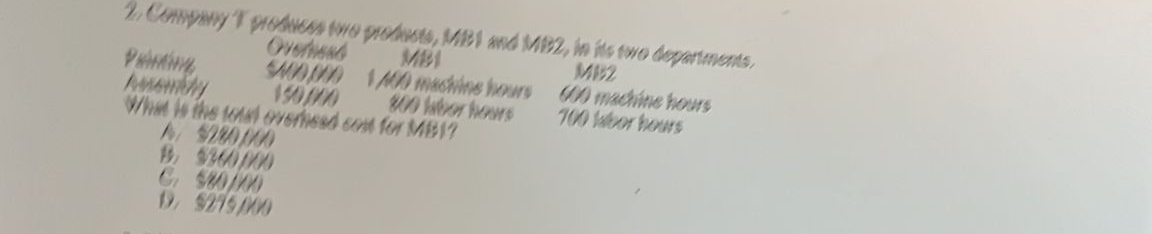 2. Company T produces two products, MB1 and MB2, in its two departments.
Overhead MB1 MB2
Painting $400,000 1,400 machine hours 600 machine hours
Assembly 150,000 800 labor hours 700 labor hours
What is the total overhead cost for MB1?
A. $280,000
B. $360,000
C. $80,000
D. $275,000